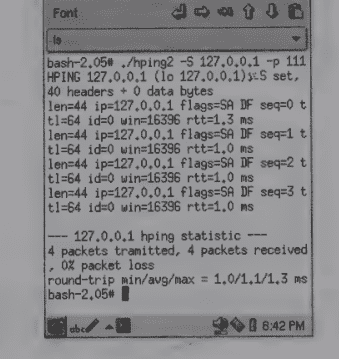 Font
ls
bash-2.05# ./hping2 -S 127.0.0.1 -p 111
HPING 127.0.0.1 (lo 127.0.0.1): S set,
40 headers + 0 data bytes
len=44 ip=127.0.0.1 flags=SA DF seq=0 t
tl=64 id=0 win=16396 rtt=1.3 ms
len=44 ip=127.0.0.1 flags=SA DF seq=1 t
tl=64 id=0 win=16396 rtt=1.0 ms
len=44 ip=127.0.0.1 flags=SA DF seq=2 t
tl=64 id=0 win=16396 rtt=1.0 ms
len=44 ip=127.0.0.1 flags=SA DF seq=3 t
tl=64 id=0 win=16396 rtt=1.0 ms
--- 127.0.0.1 hping statistic ---
4 packets tramitted, 4 packets received
, 0% packet loss
round-trip min/avg/max = 1.0/1.1/1.3 ms
bash-2.05#
abc 8:42 PM